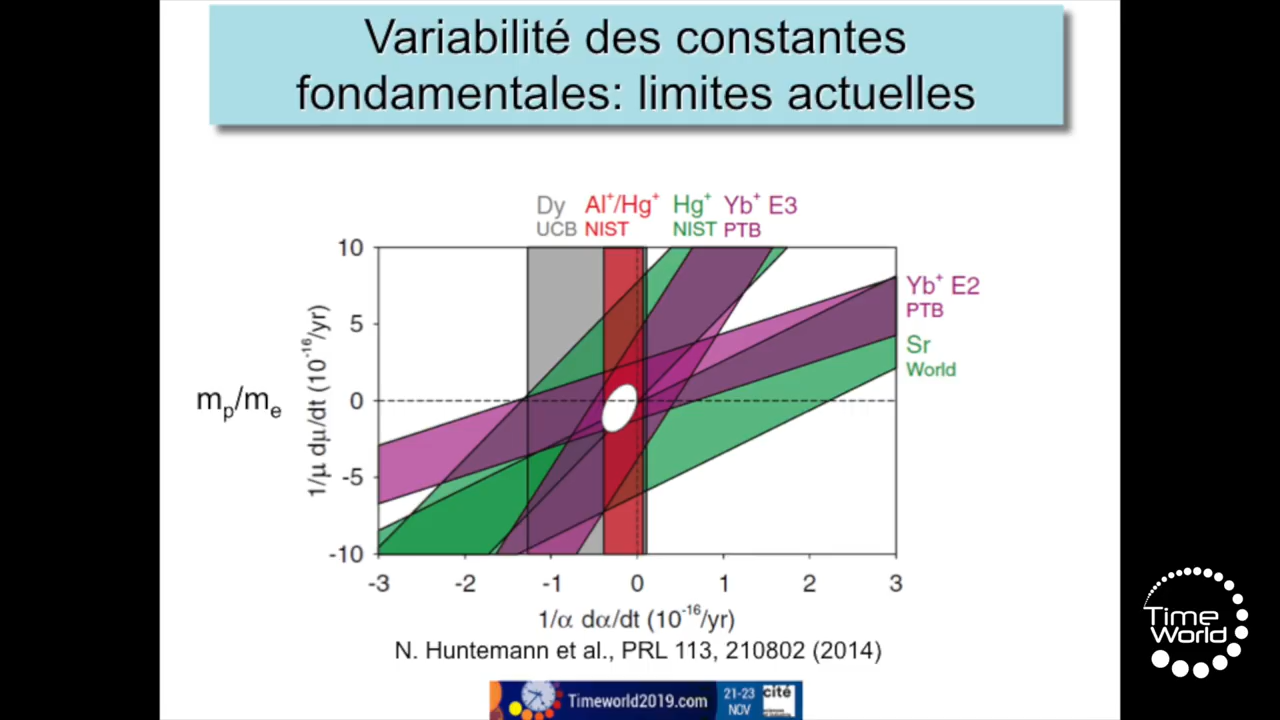 Variabilité des constantes
fondamentales: limites actuelles
Dy Al⁺/Hg⁺ Hg⁺ Yb⁺ E3
UCB NIST NIST PTB
10
5
0
-5
-10
1/μ dμ/dt (10⁻¹⁶/yr)
mₚ/mₑ
Yb⁺ E2
PTB
Sr
World
-3 -2 -1 0 1 2 3
1/α dα/dt (10⁻¹⁶/yr)
N. Huntemann et al., PRL 113, 210802 (2014)
Timeworld2019.com
21-23
NOV
cité
Time
World